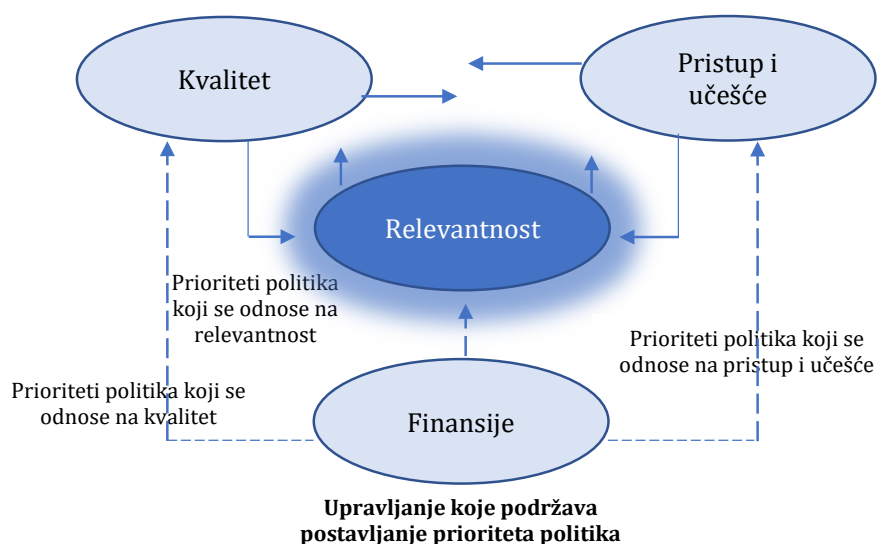 Kvalitet
Pristup i
učešće
Relevantnost
Prioriteti politika
koji se odnose na
relevantnost
Prioriteti politika koji se
odnose na pristup i učešće
Prioriteti politika koji se
odnose na kvalitet
Finansije
Upravljanje koje podržava
postavljanje prioriteta politika